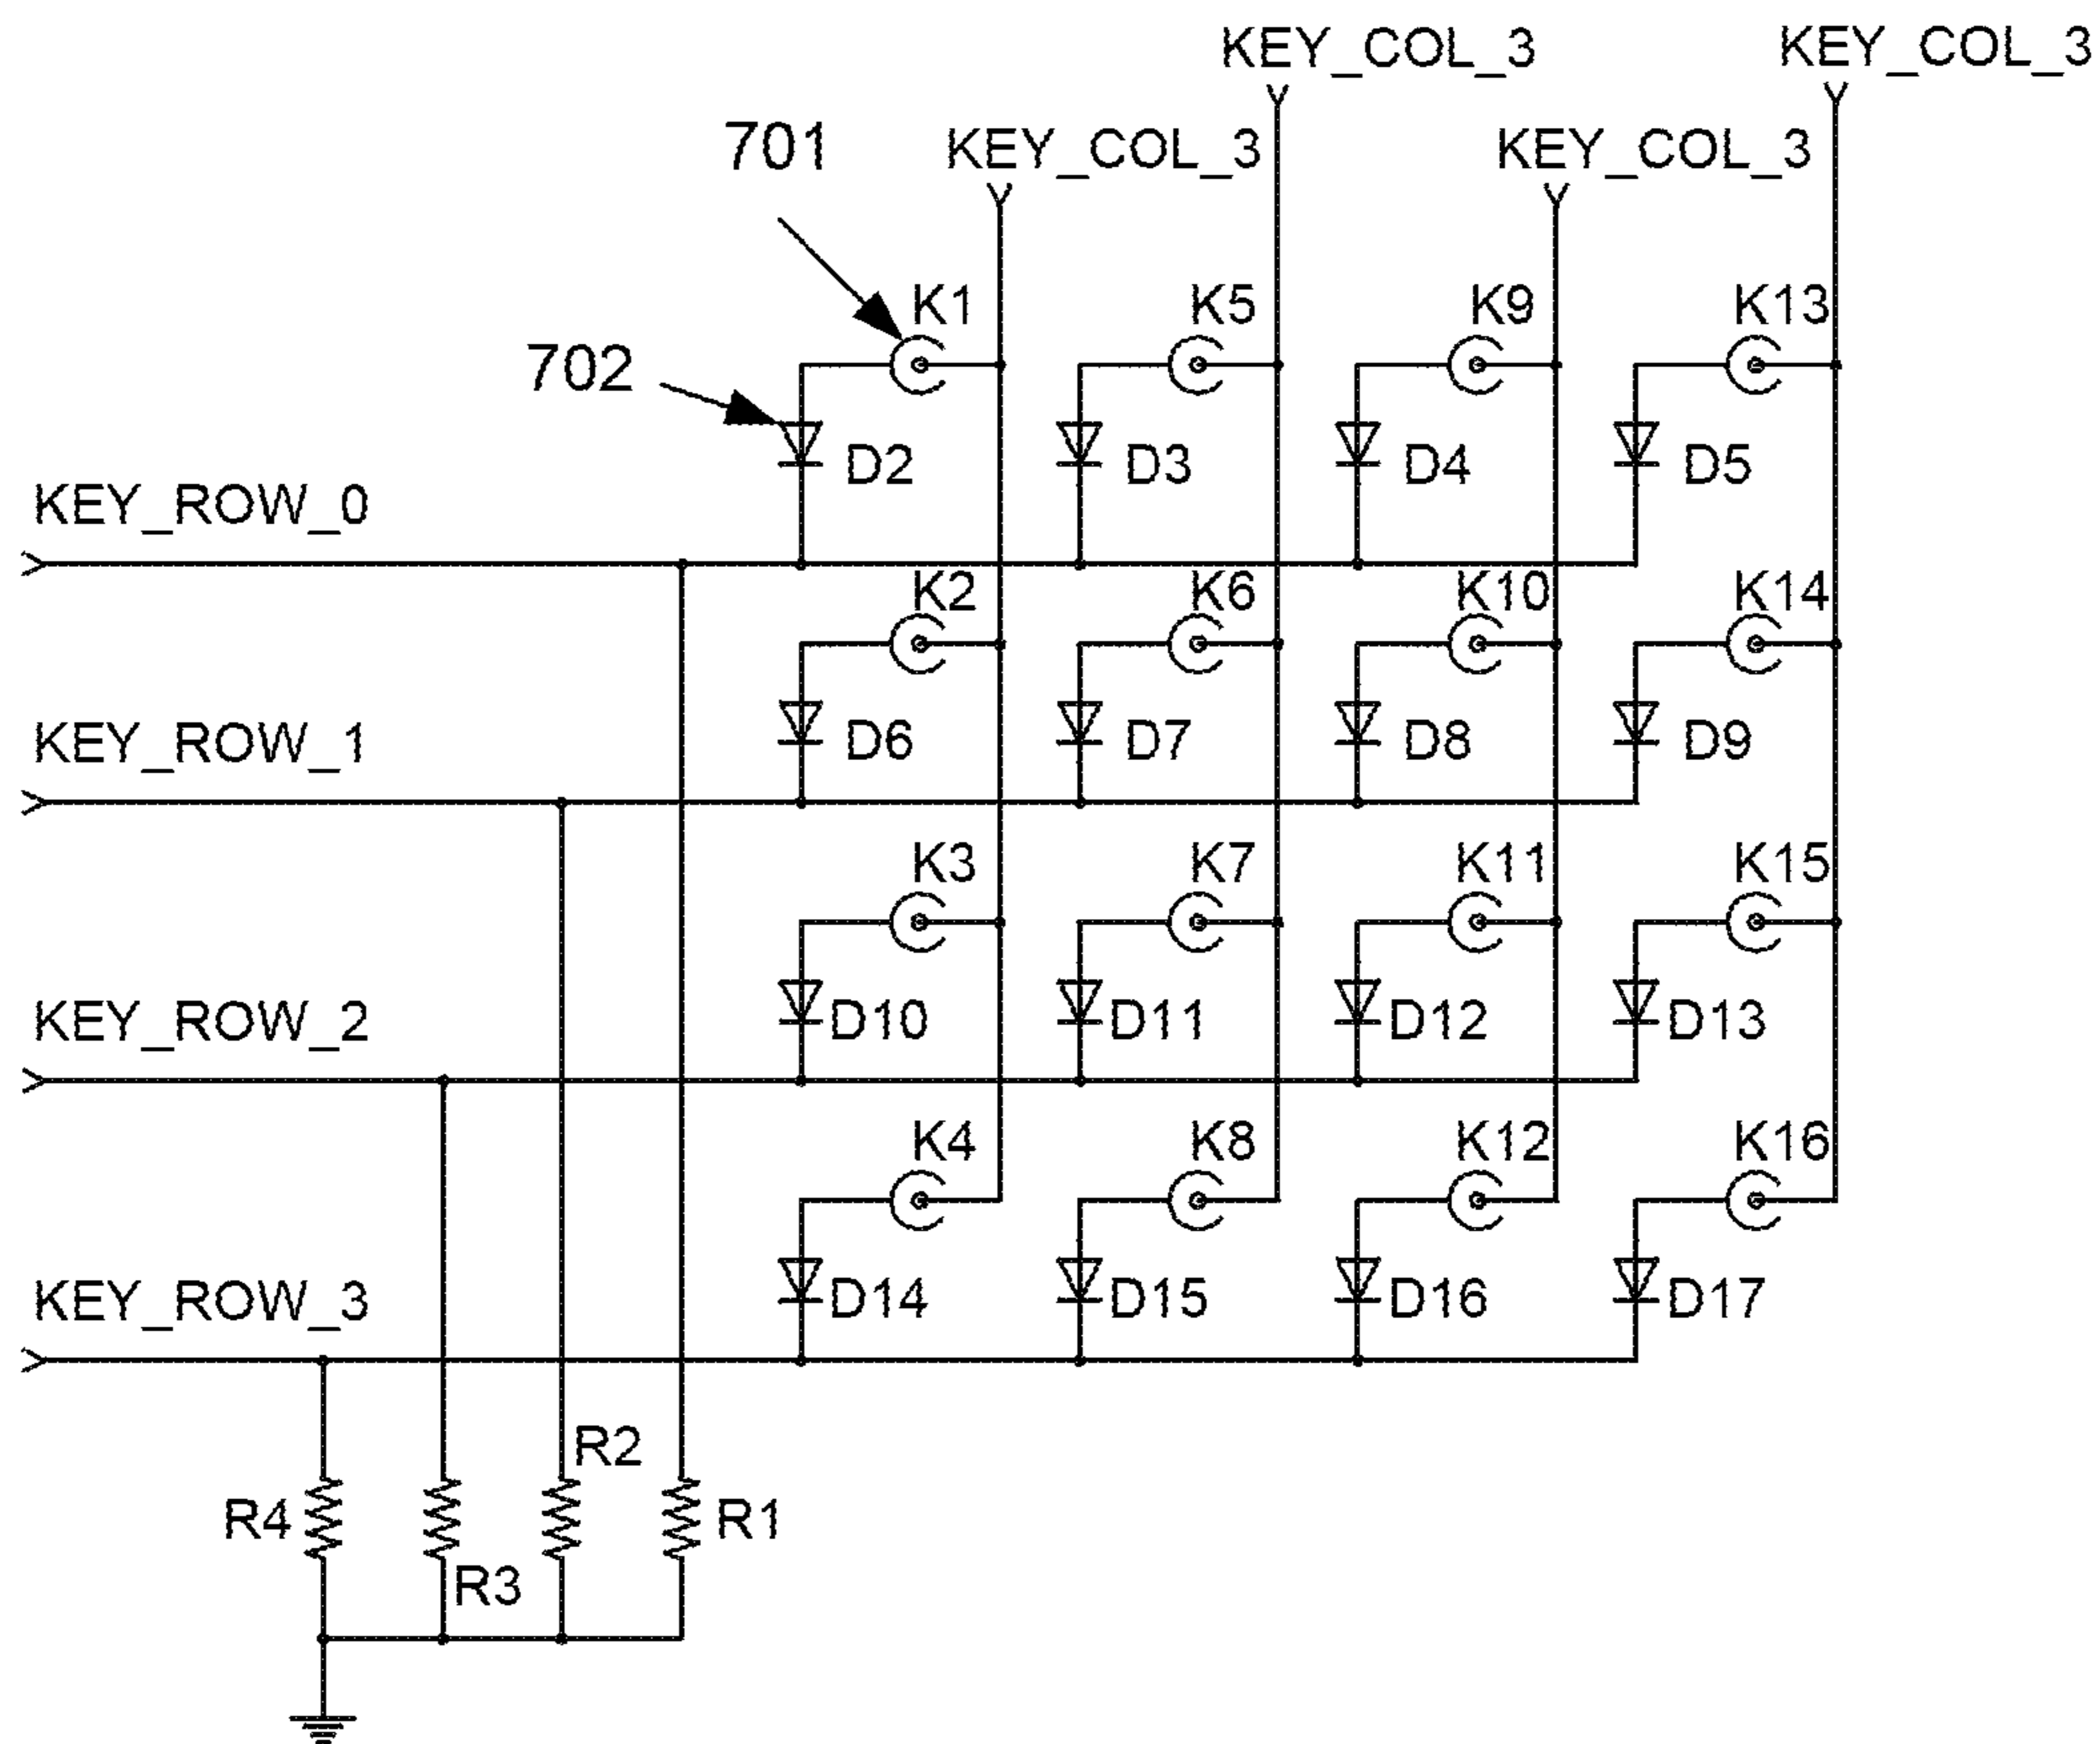 KEY_COL_3 KEY_COL_3
701 KEY_COL_3 KEY_COL_3
K1 K5 K9 K13
702
D2 D3 D4 D5
KEY_ROW_0
K2 K6 K10 K14
KEY_ROW_1 D6 D7 D8 D9
K3 K7 K11 K15
KEY_ROW_2 D10 D11 D12 D13
K4 K8 K12 K16
KEY_ROW_3 D14 D15 D16 D17
R2
R4 R1
R3